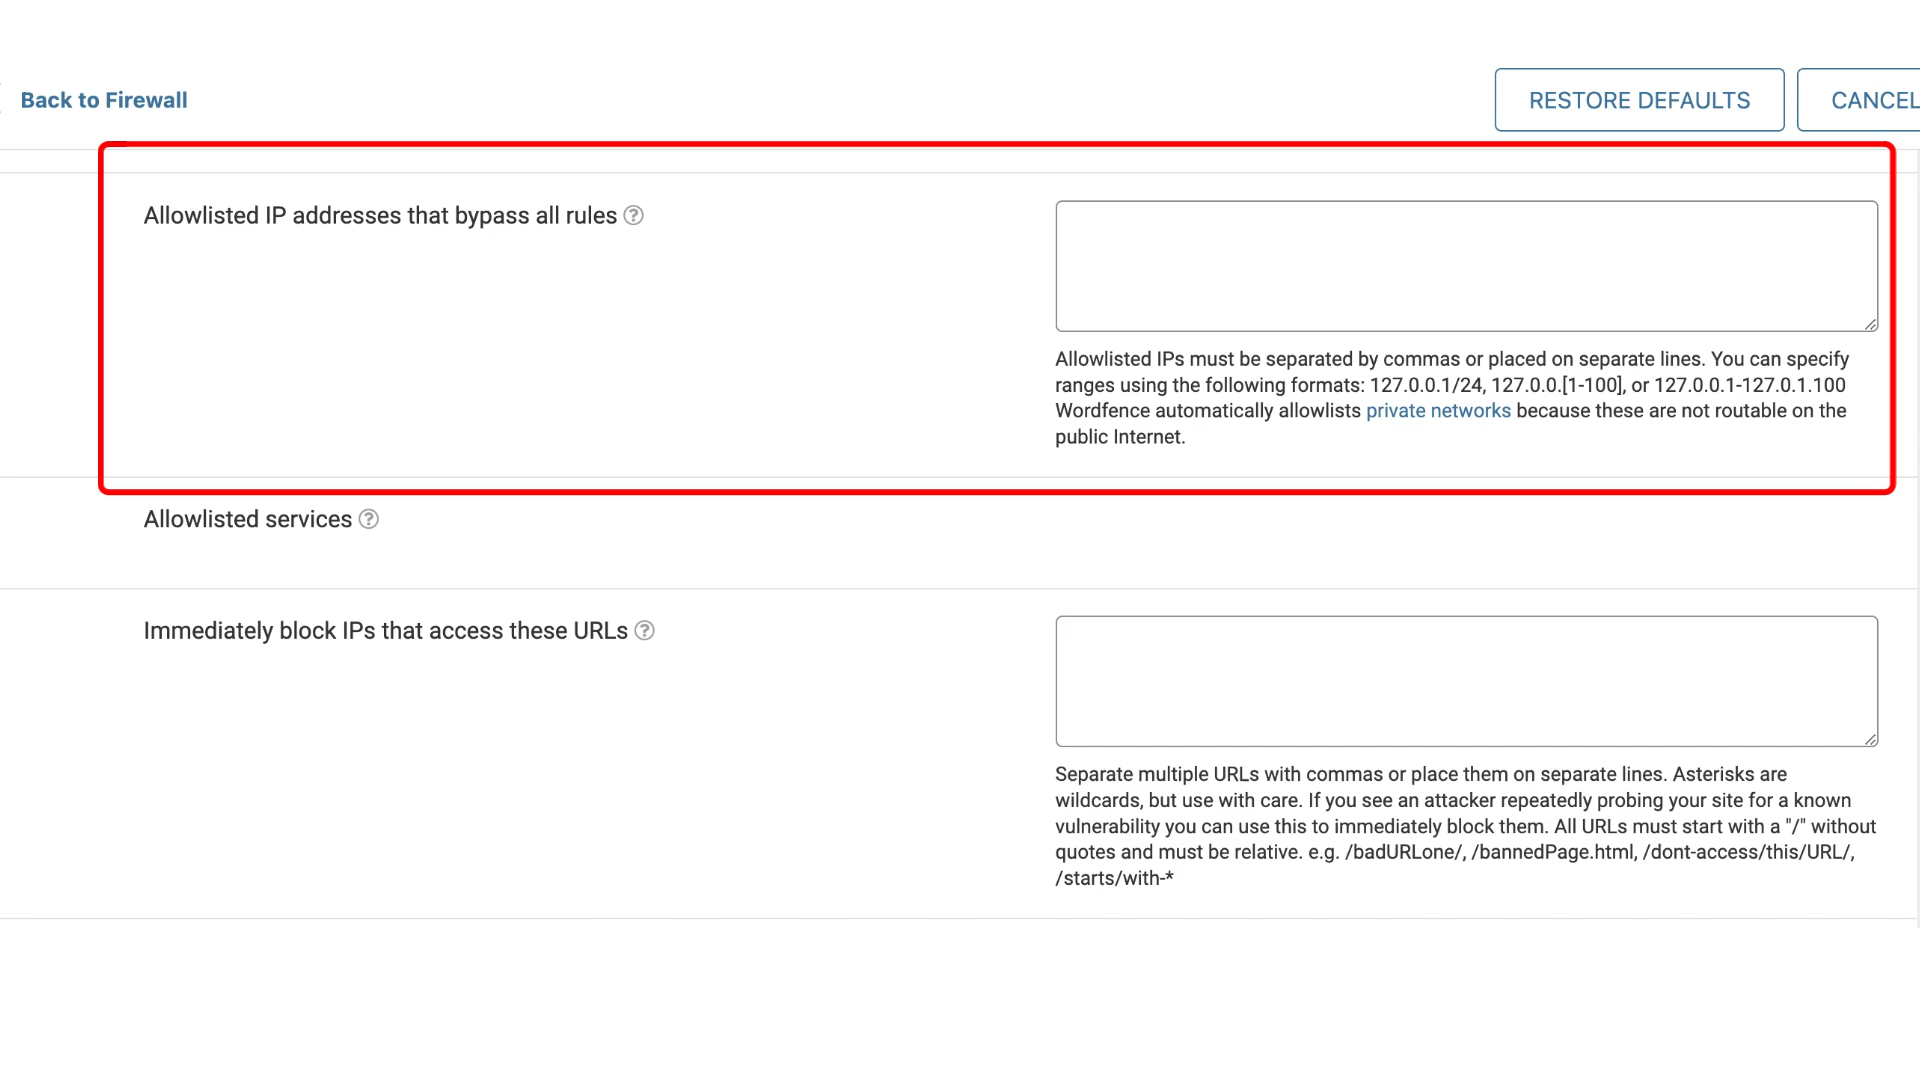 Back to Firewall
RESTORE DEFAULTS
CANCEL
Allowlisted IP addresses that bypass all rules
Allowlisted IPs must be separated by commas or placed on separate lines. You can specify
ranges using the following formats: 127.0.0.1/24, 127.0.0.[1-100], or 127.0.0.1-127.0.1.100
Wordfence automatically allowlists private networks because these are not routable on the
public Internet.
Allowlisted services
Immediately block IPs that access these URLs
Separate multiple URLs with commas or place them on separate lines. Asterisks are
wildcards, but use with care. If you see an attacker repeatedly probing your site for a known
vulnerability you can use this to immediately block them. All URLs must start with a "/" without
quotes and must be relative. e.g. /badURLone/, /bannedPage.html, /dont-access/this/URL/,
/starts/with-*